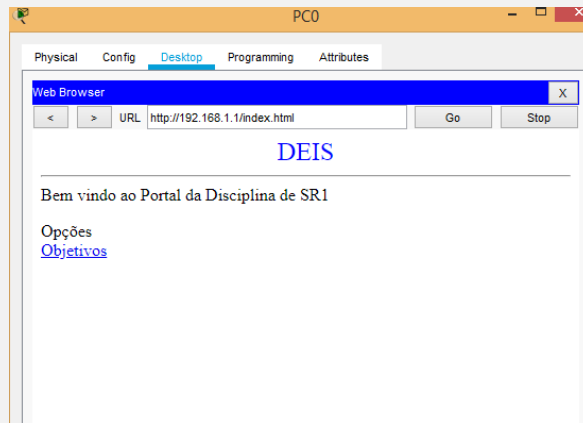 PC0
Physical Config Desktop Programming Attributes
Web Browser X
< > URL http://192.168.1.1/index.html Go Stop
DEIS
Bem vindo ao Portal da Disciplina de SR1
Opções
Objetivos